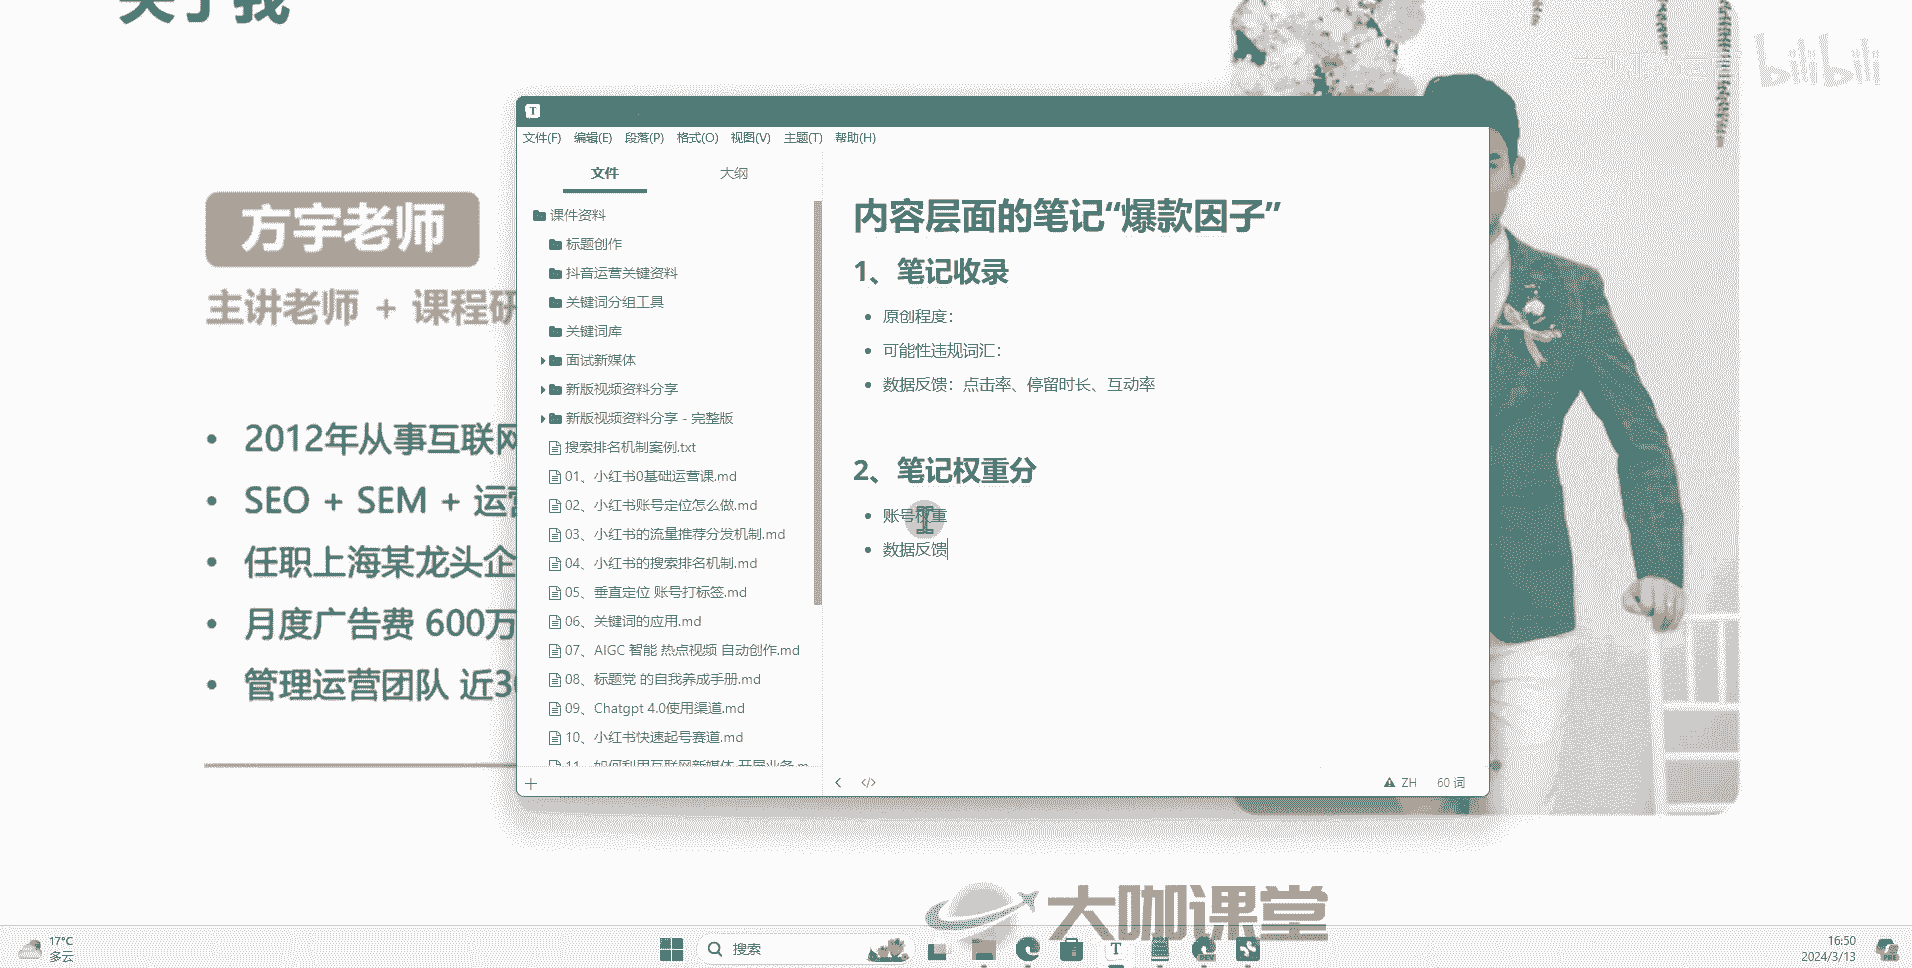 关于我
bilibili
方宇老师
主讲老师 + 课程研
2012年从事互联网
SEO + SEM + 运营
任职上海某龙头企
月度广告费 600万
管理运营团队 近30
文件(F) 编辑(E) 段落(P) 格式(O) 视图(V) 主题(T) 帮助(H)
文件 大纲
课件资料
标题创作
抖音运营关键资料
关键词分组工具
关键词库
面试新媒体
新版视频资料分享
新版视频资料分享 - 完整版
搜索排名机制案例.txt
01、小红书0基础运营课.md
02、小红书账号定位怎么做.md
03、小红书的流量推荐分发机制.md
04、小红书的搜索排名机制.md
05、垂直定位 账号打标签.md
06、关键词的应用.md
07、AIGC 智能 热点视频 自动创作.md
08、标题党 的自我养成手册.md
09、Chatgpt 4.0使用渠道.md
10、小红书快速起号赛道.md
11、如何利用互联网新媒体 开展业务.m
内容层面的笔记“爆款因子”
1、笔记收录
原创程度：
可能性违规词汇：
数据反馈：点击率、停留时长、互动率
2、笔记权重分
账号权重
数据反馈
ZH 60 词
大咖课堂
17°C
多云
搜索
16:50
2024/3/13